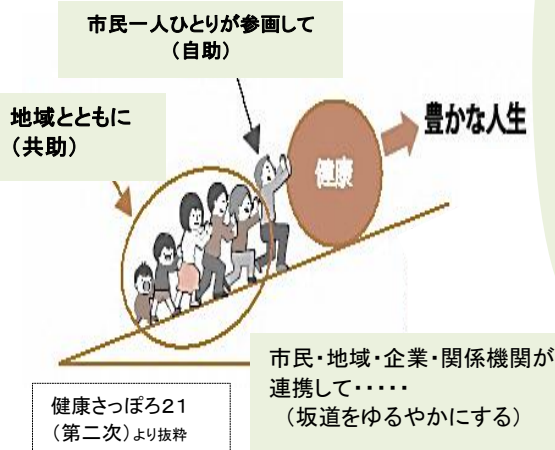 市民一人ひとりが参画して
（自助）
地域とともに
（共助）
豊かな人生
健康
市民・地域・企業・関係機関が
連携して・・・・・
（坂道をゆるやかにする）
健康さっぽろ２１
（第二次）より抜粋